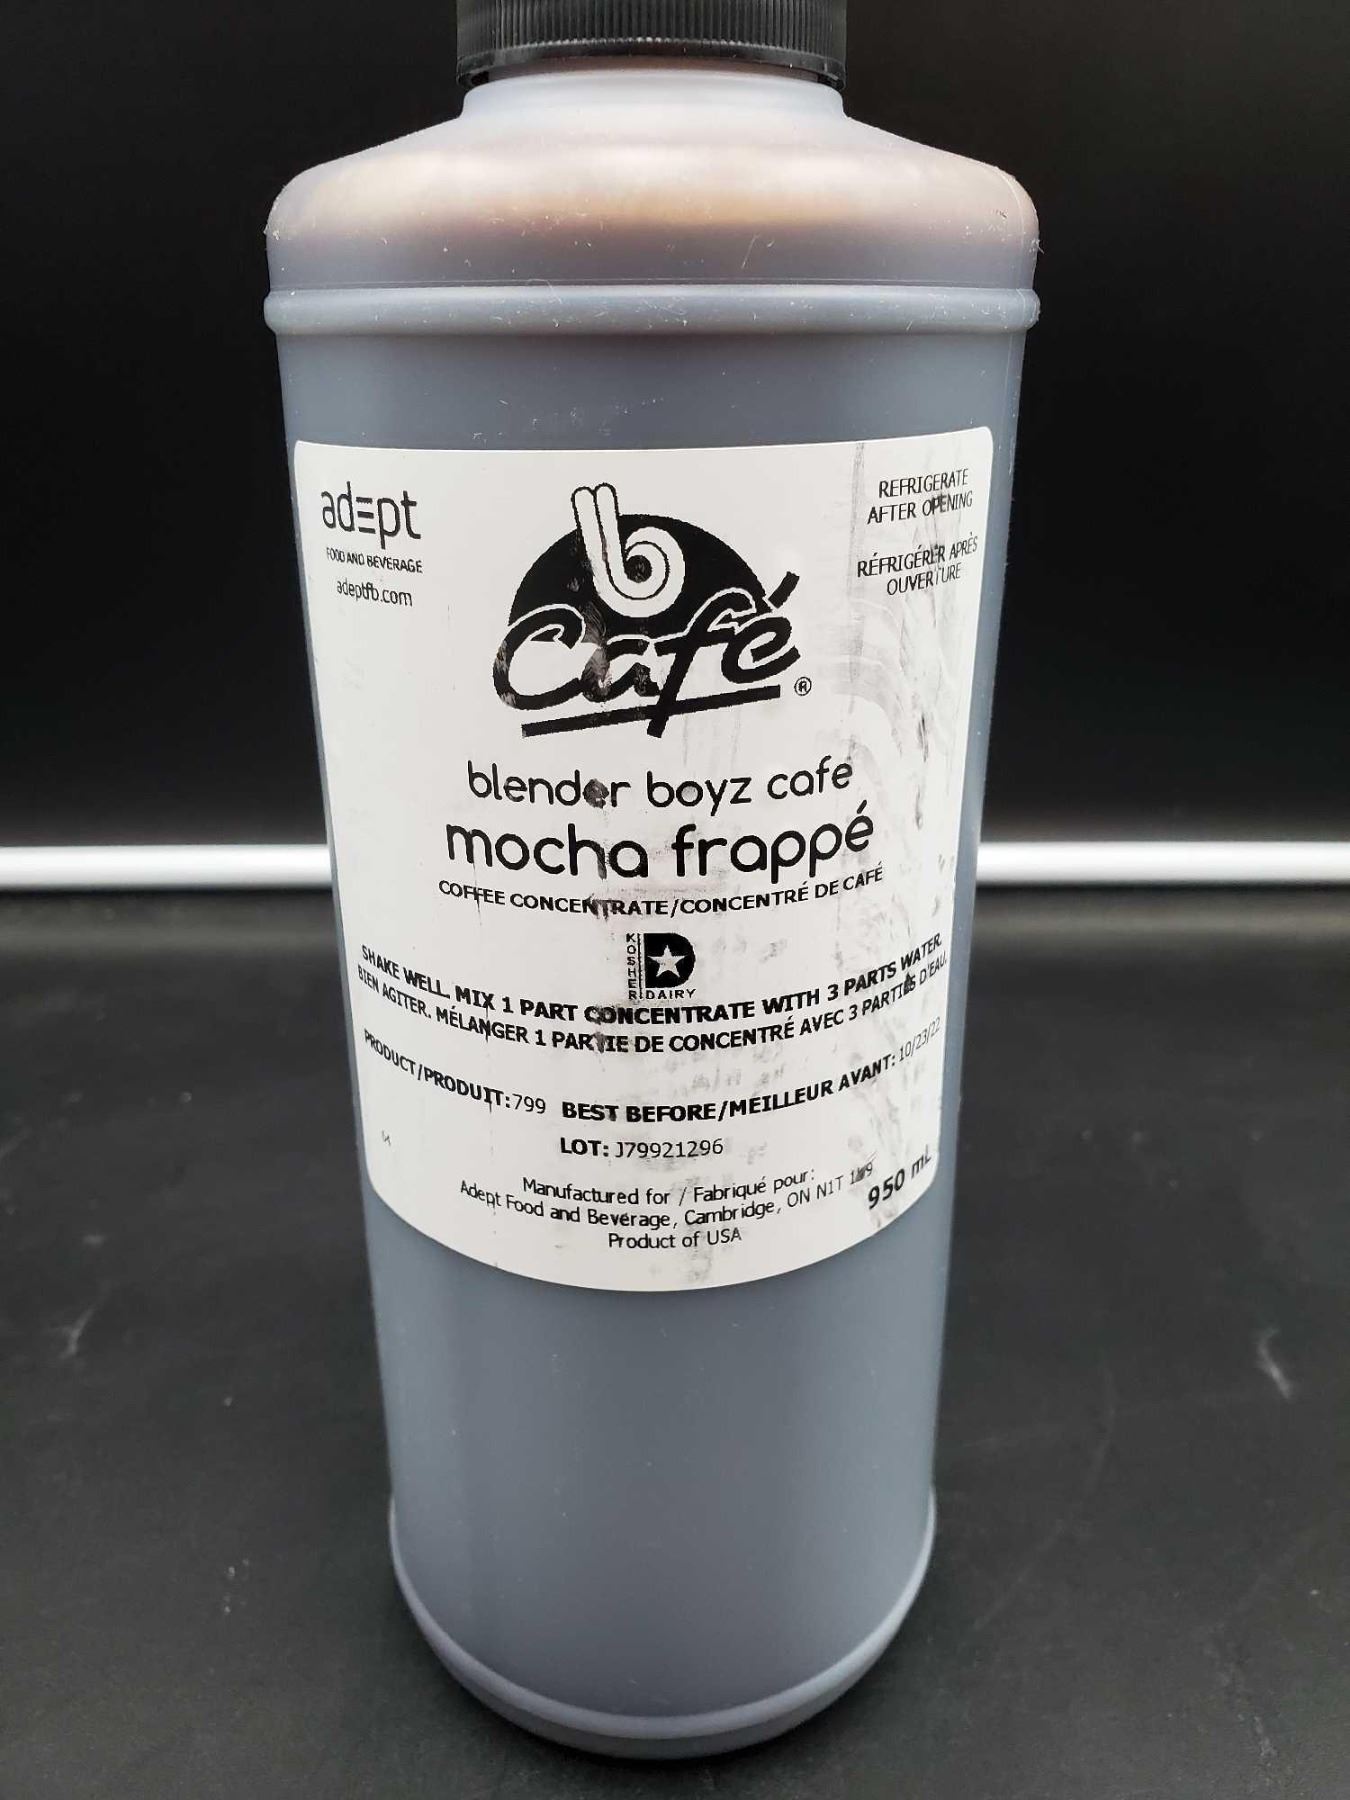 adept
FOOD AND BEVERAGE
adeptfb.com
REFRIGERATE
AFTER OPENING
RÉFRIGÉRER APRÈS
OUVERTURE
b
Café®
blender boyz cafe
mocha frappé
COFFEE CONCENTRATE/CONCENTRÉ DE CAFÉ
KOSHER D DAIRY
SHAKE WELL. MIX 1 PART CONCENTRATE WITH 3 PARTS WATER.
BIEN AGITER. MÉLANGER 1 PARTIE DE CONCENTRÉ AVEC 3 PARTIES D'EAU.
PRODUCT/PRODUIT: 799 BEST BEFORE/MEILLEUR AVANT: 10/23/22
LOT: J79921296
Manufactured for / Fabriqué pour:
Adept Food and Beverage, Cambridge, ON N1T
Product of USA
950 mL